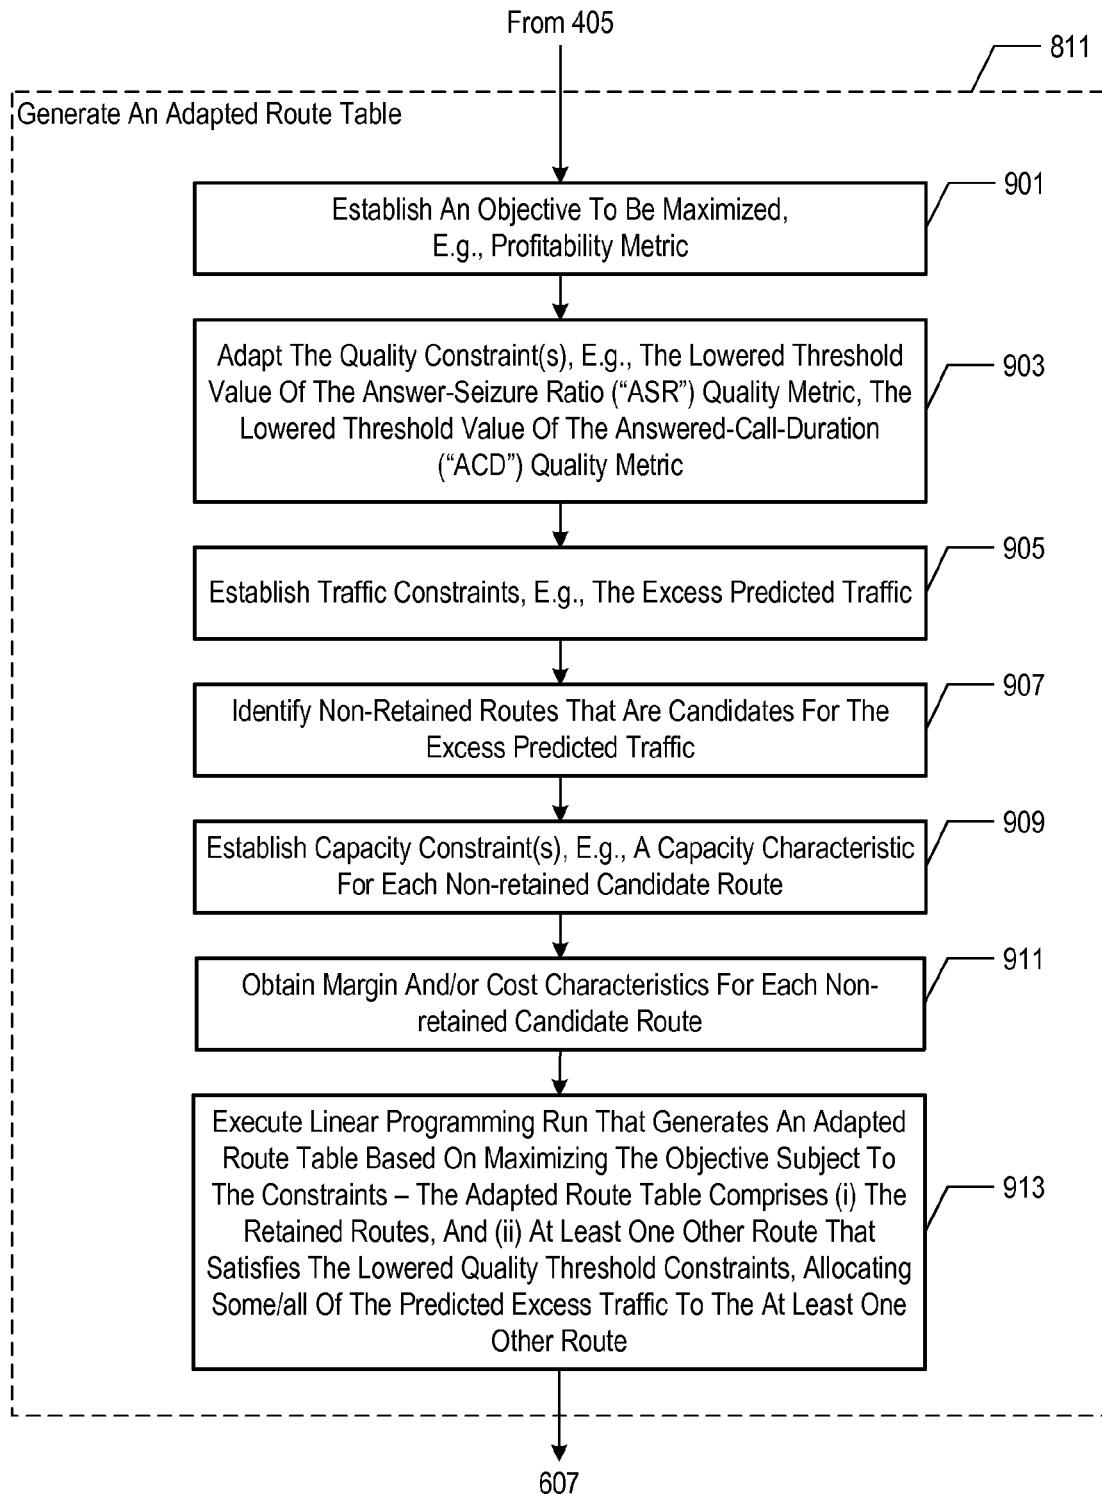 From 405
811
Generate An Adapted Route Table
901
Establish An Objective To Be Maximized,
E.g., Profitability Metric
903
Adapt The Quality Constraint(s), E.g., The Lowered Threshold
Value Of The Answer-Seizure Ratio (“ASR”) Quality Metric, The
Lowered Threshold Value Of The Answered-Call-Duration
(“ACD”) Quality Metric
905
Establish Traffic Constraints, E.g., The Excess Predicted Traffic
907
Identify Non-Retained Routes That Are Candidates For The
Excess Predicted Traffic
909
Establish Capacity Constraint(s), E.g., A Capacity Characteristic
For Each Non-retained Candidate Route
911
Obtain Margin And/or Cost Characteristics For Each Non-
retained Candidate Route
913
Execute Linear Programming Run That Generates An Adapted
Route Table Based On Maximizing The Objective Subject To
The Constraints – The Adapted Route Table Comprises (i) The
Retained Routes, And (ii) At Least One Other Route That
Satisfies The Lowered Quality Threshold Constraints, Allocating
Some/all Of The Predicted Excess Traffic To The At Least One
Other Route
607